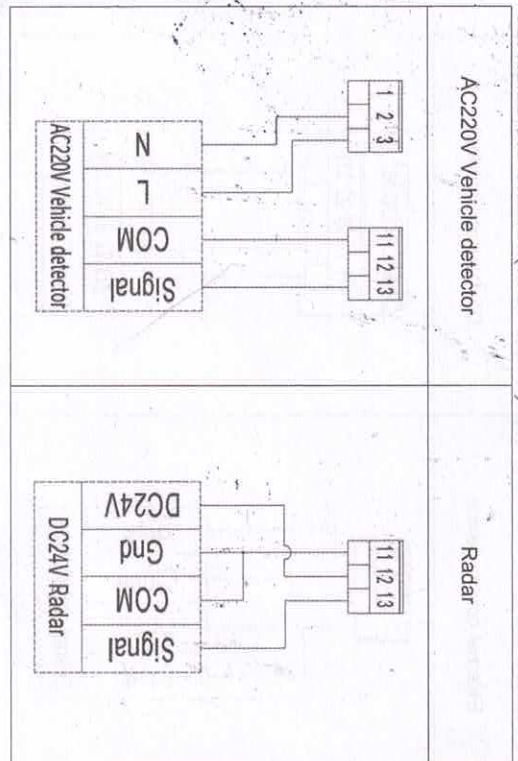 AC220V Vehicle detector
1 2 3
11 12 13
N
L
COM
Signal
AC220V Vehicle detector
Radar
11 12 13
DC24V
Gnd
COM
Signal
DC24V Radar